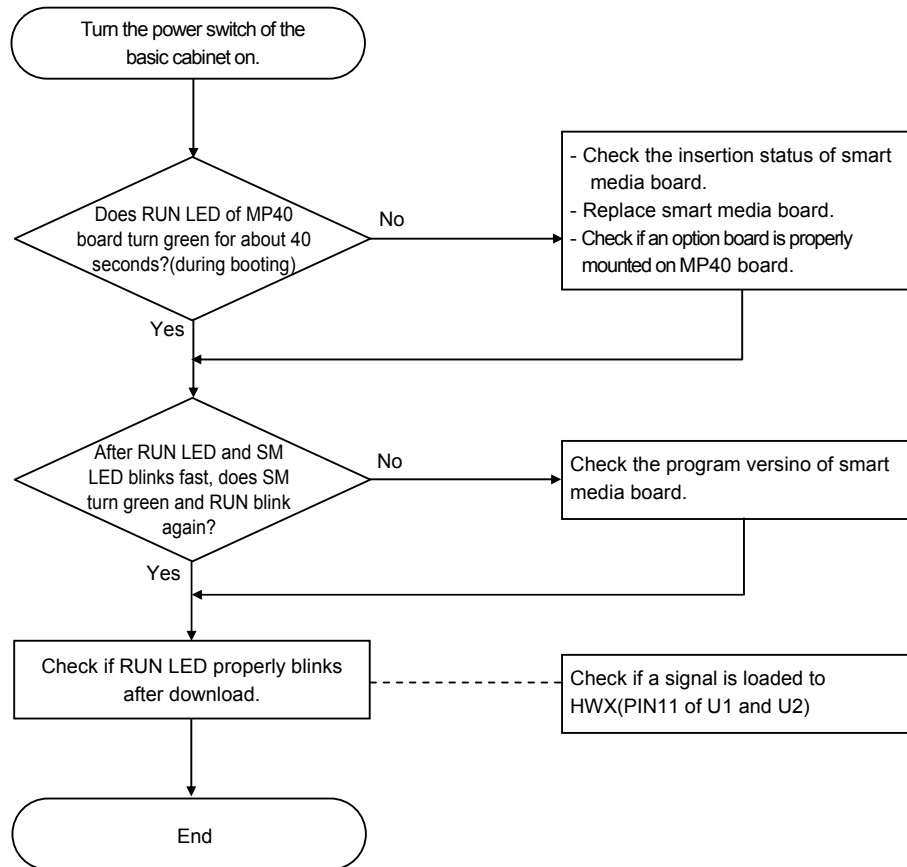 Turn the power switch of the
basic cabinet on.
Does RUN LED of MP40
board turn green for about 40
seconds?(during booting)
No
- Check the insertion status of smart
media board.
- Replace smart media board.
- Check if an option board is properly
mounted on MP40 board.
Yes
After RUN LED and SM
LED blinks fast, does SM
turn green and RUN blink
again?
No
Check the program versino of smart
media board.
Yes
Check if RUN LED properly blinks
after download.
Check if a signal is loaded to
HWX(PIN11 of U1 and U2)
End